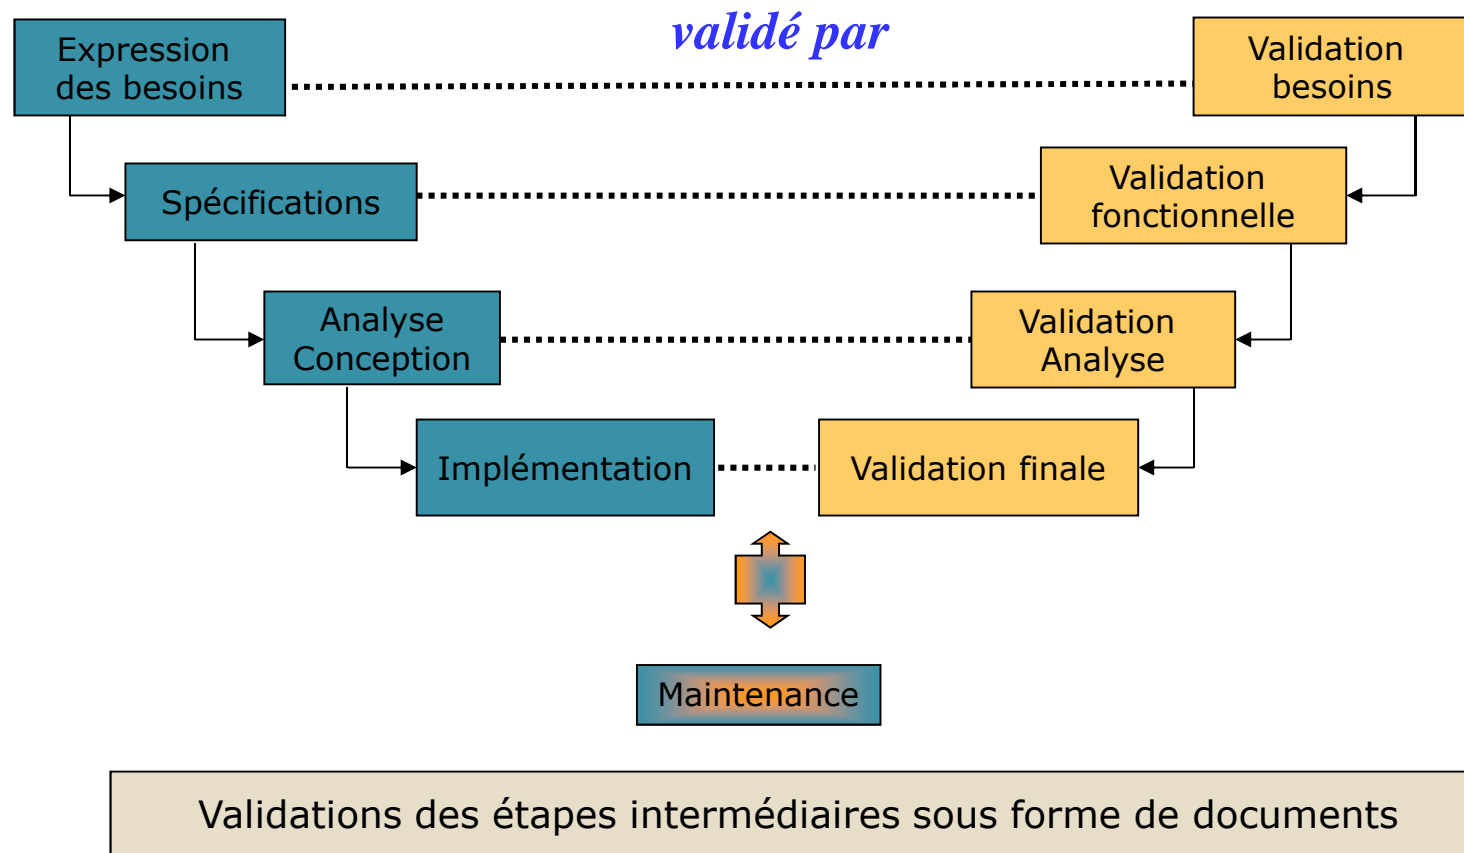 validé par
Expression
des besoins
Validation
besoins
Spécifications
Validation
fonctionnelle
Analyse
Conception
Validation
Analyse
Implémentation
Validation finale
Maintenance
Validations des étapes intermédiaires sous forme de documents